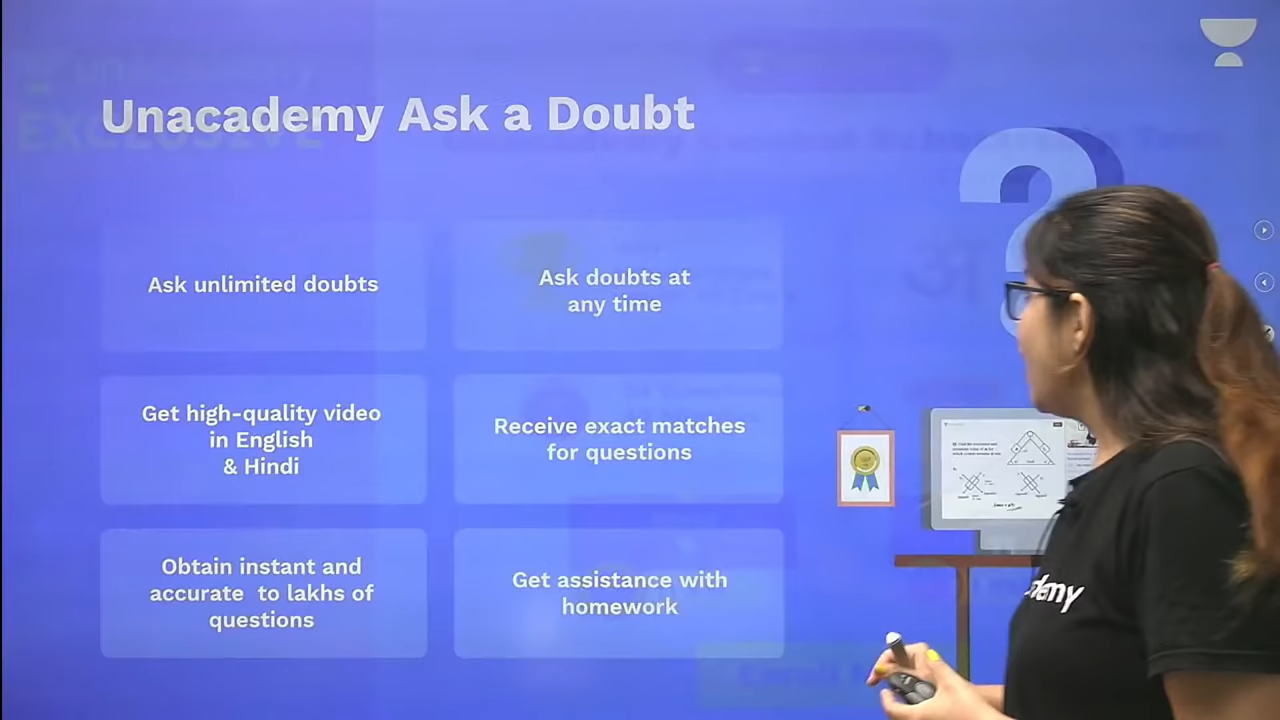 Unacademy Ask a Doubt
Ask unlimited doubts
Ask doubts at
any time
Get high-quality video
in English
& Hindi
Receive exact matches
for questions
Obtain instant and
accurate to lakhs of
questions
Get assistance with
homework